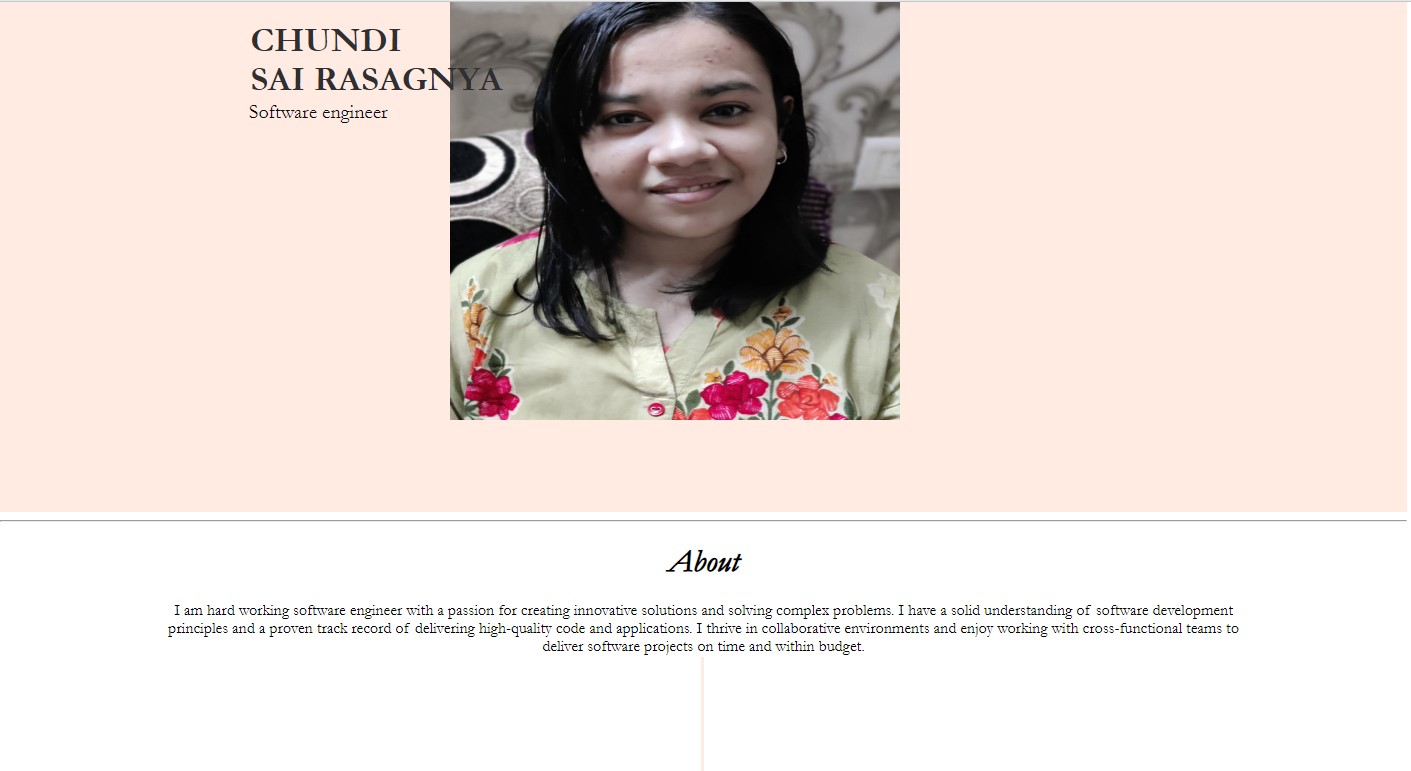 CHUNDI
SAI RASAGNYA
Software engineer
About
I am hard working software engineer with a passion for creating innovative solutions and solving complex problems. I have a solid understanding of software development
principles and a proven track record of delivering high-quality code and applications. I thrive in collaborative environments and enjoy working with cross-functional teams to
deliver software projects on time and within budget.